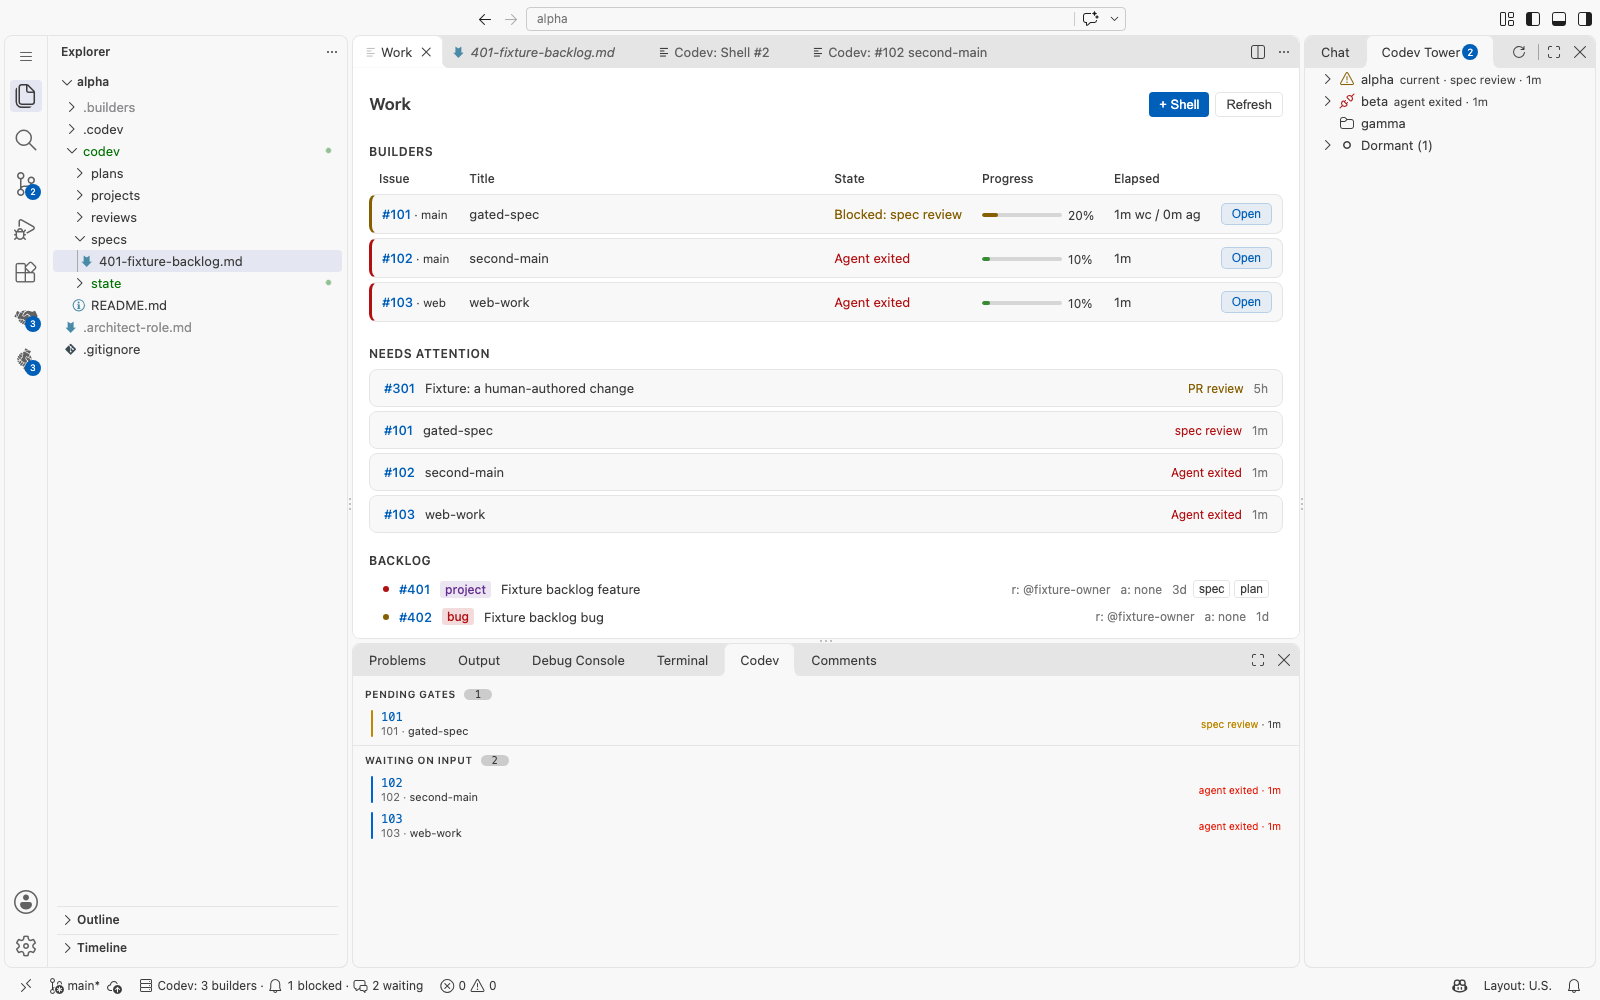 alpha
Explorer
alpha
.builders
.codev
codev
plans
projects
reviews
specs
401-fixture-backlog.md
state
README.md
.architect-role.md
.gitignore
Outline
Timeline
2
3
3
Work
401-fixture-backlog.md
Codev: Shell #2
Codev: #102 second-main
Work
+ Shell
Refresh
BUILDERS
Issue Title State Progress Elapsed
#101 · main gated-spec Blocked: spec review 20% 1m wc / 0m ag Open
#102 · main second-main Agent exited 10% 1m Open
#103 · web web-work Agent exited 10% 1m Open
NEEDS ATTENTION
#301 Fixture: a human-authored change PR review 5h
#101 gated-spec spec review 1m
#102 second-main Agent exited 1m
#103 web-work Agent exited 1m
BACKLOG
#401 project Fixture backlog feature r: @fixture-owner a: none 3d spec plan
#402 bug Fixture backlog bug r: @fixture-owner a: none 1d
Problems Output Debug Console Terminal Codev Comments
PENDING GATES 1
101
101 · gated-spec spec review · 1m
WAITING ON INPUT 2
102
102 · second-main agent exited · 1m
103
103 · web-work agent exited · 1m
Chat Codev Tower 2
alpha current · spec review · 1m
beta agent exited · 1m
gamma
Dormant (1)
main* Codev: 3 builders · 1 blocked · 2 waiting 0 0 Layout: U.S.